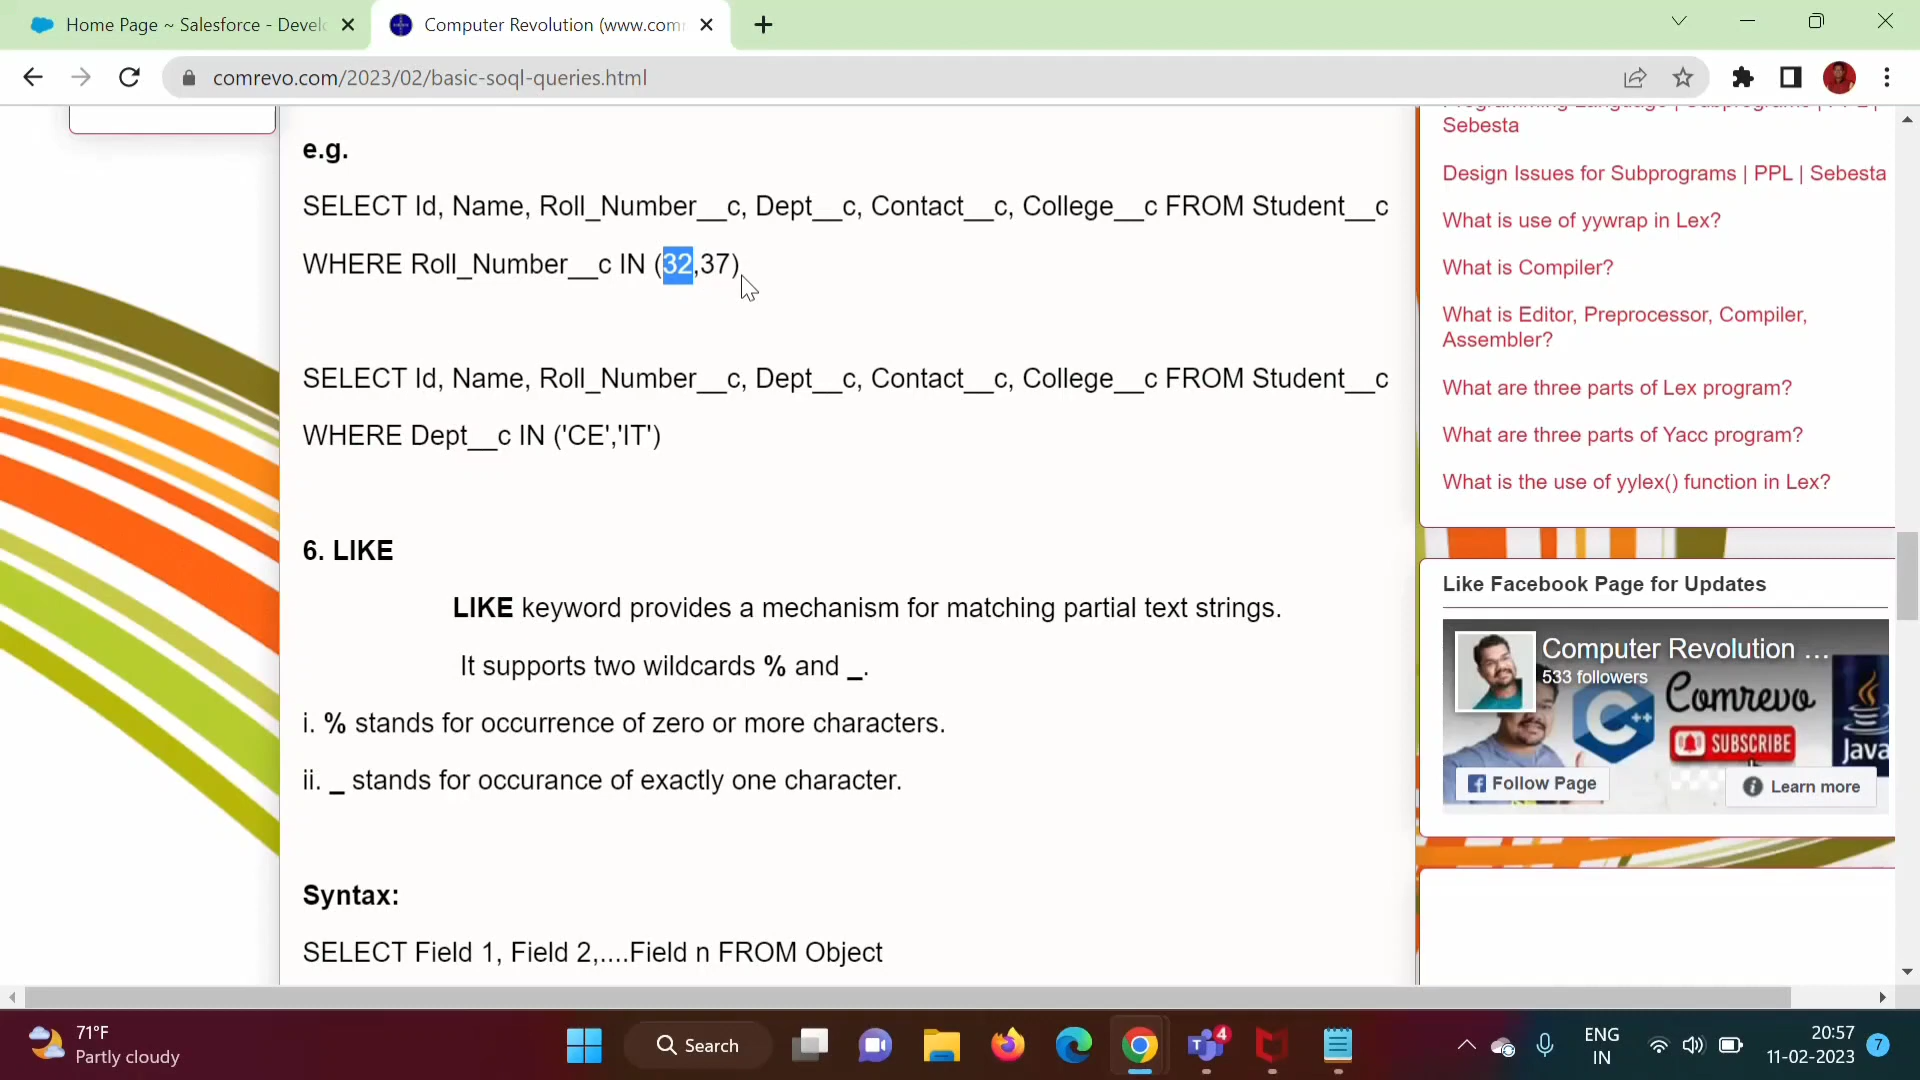 Home Page ~ Salesforce - Develo
Computer Revolution (www.com
comrevo.com/2023/02/basic-soql-queries.html
e.g.
SELECT Id, Name, Roll_Number__c, Dept__c, Contact__c, College__c FROM Student__c
WHERE Roll_Number__c IN (32,37)
SELECT Id, Name, Roll_Number__c, Dept__c, Contact__c, College__c FROM Student__c
WHERE Dept__c IN ('CE','IT')
6. LIKE
LIKE keyword provides a mechanism for matching partial text strings.
It supports two wildcards % and _.
i. % stands for occurrence of zero or more characters.
ii. _ stands for occurance of exactly one character.
Syntax:
SELECT Field 1, Field 2,....Field n FROM Object
Programming Language | Subprograms | PPL |
Sebesta
Design Issues for Subprograms | PPL | Sebesta
What is use of yywrap in Lex?
What is Compiler?
What is Editor, Preprocessor, Compiler,
Assembler?
What are three parts of Lex program?
What are three parts of Yacc program?
What is the use of yylex() function in Lex?
Like Facebook Page for Updates
Computer Revolution ...
533 followers
Comrevo
C++
SUBSCRIBE
Java
Follow Page
Learn more
71°F
Partly cloudy
Search
4
ENG
IN
20:57
11-02-2023
7